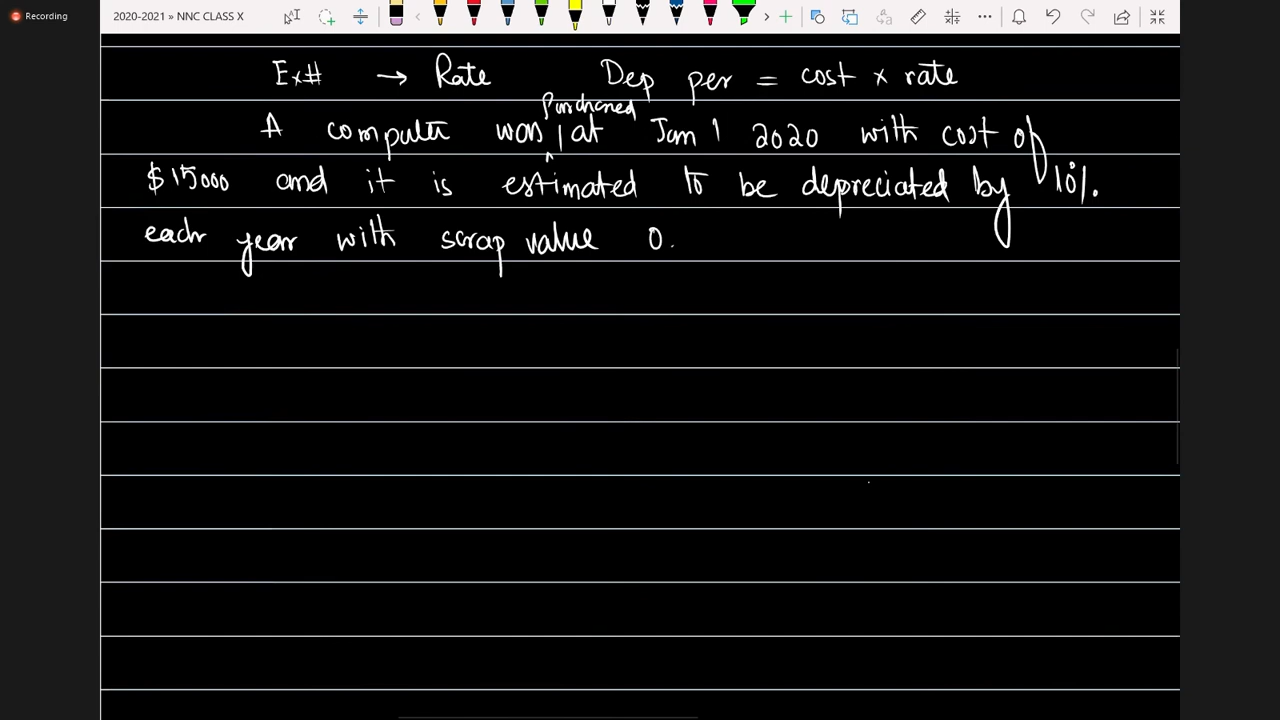 Recording
2020-2021 » NNC CLASS X
Ex# → Rate Dep per = cost x rate
purchased
A computer was at Jan 1 2020 with cost of
$15000 and it is estimated to be depreciated by 10%.
each year with scrap value 0.